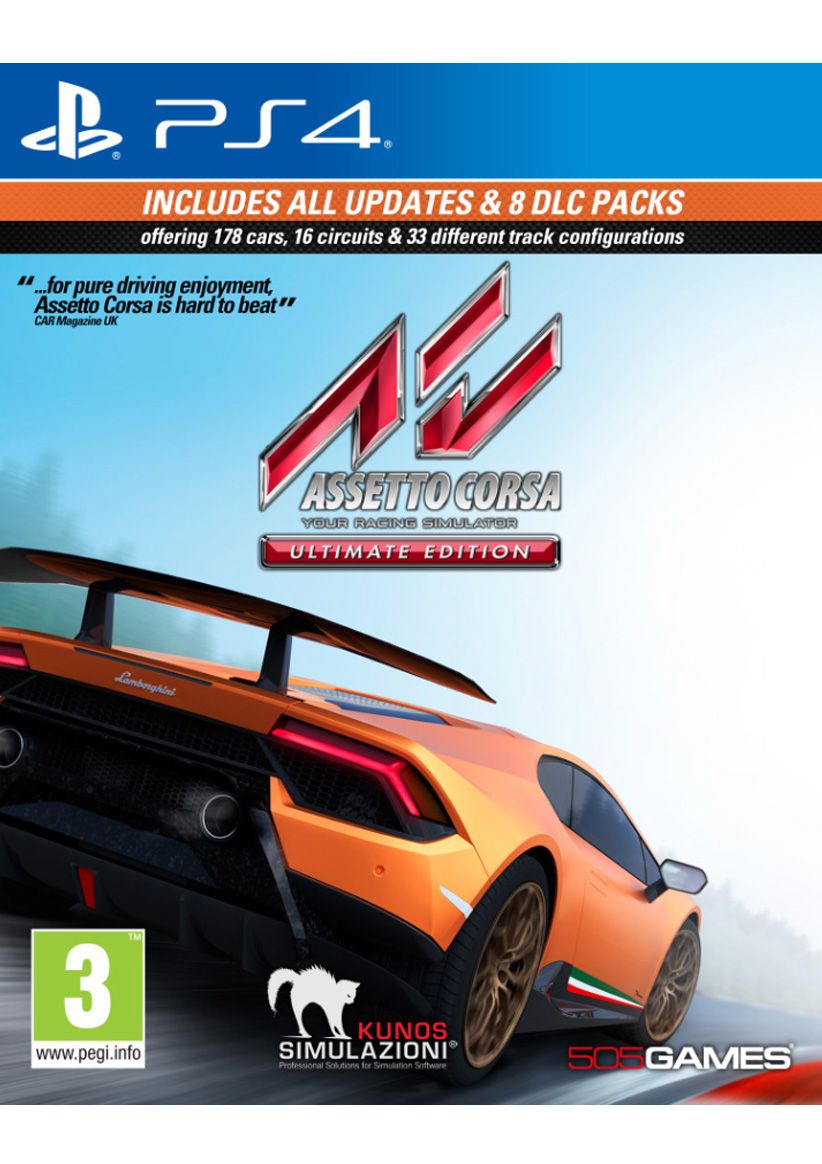 PS4
INCLUDES ALL UPDATES & 8 DLC PACKS
offering 178 cars, 16 circuits & 33 different track configurations
“...for pure driving enjoyment,
Assetto Corsa is hard to beat”
CAR Magazine UK
ASSETTO CORSA
YOUR RACING SIMULATOR
ULTIMATE EDITION
Lamborghini
3™
www.pegi.info
KUNOS
SIMULAZIONI®
Professional Solutions for Simulation Software
505GAMES®